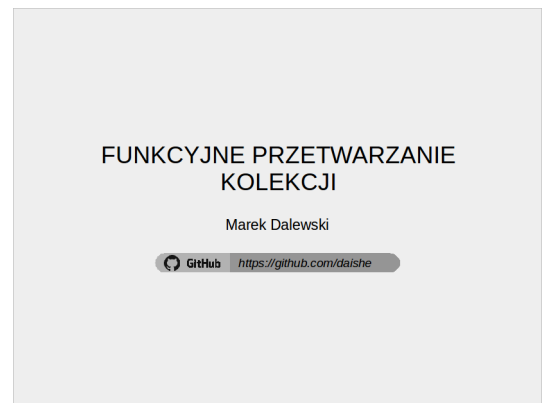 FUNKCYJNE PRZETWARZANIE
KOLEKCJI
Marek Dalewski
GitHub https://github.com/daishe